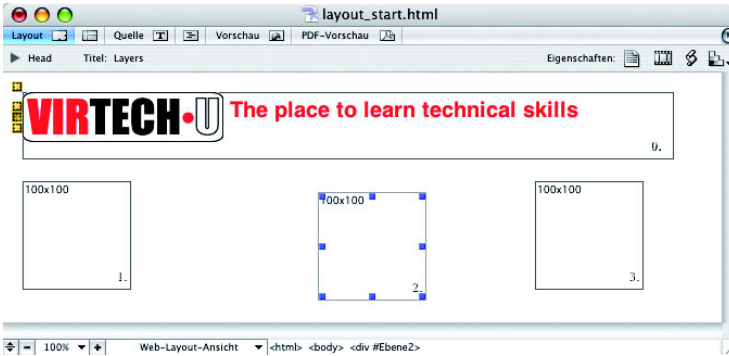 layout_start.html
Layout Quelle T Vorschau PDF-Vorschau
Head Titel: Layers Eigenschaften:
VIRTECH•U The place to learn technical skills
0.
100x100 100x100 100x100
1. 2. 3.
100% Web-Layout-Ansicht <html> <body> <div #Ebene2>